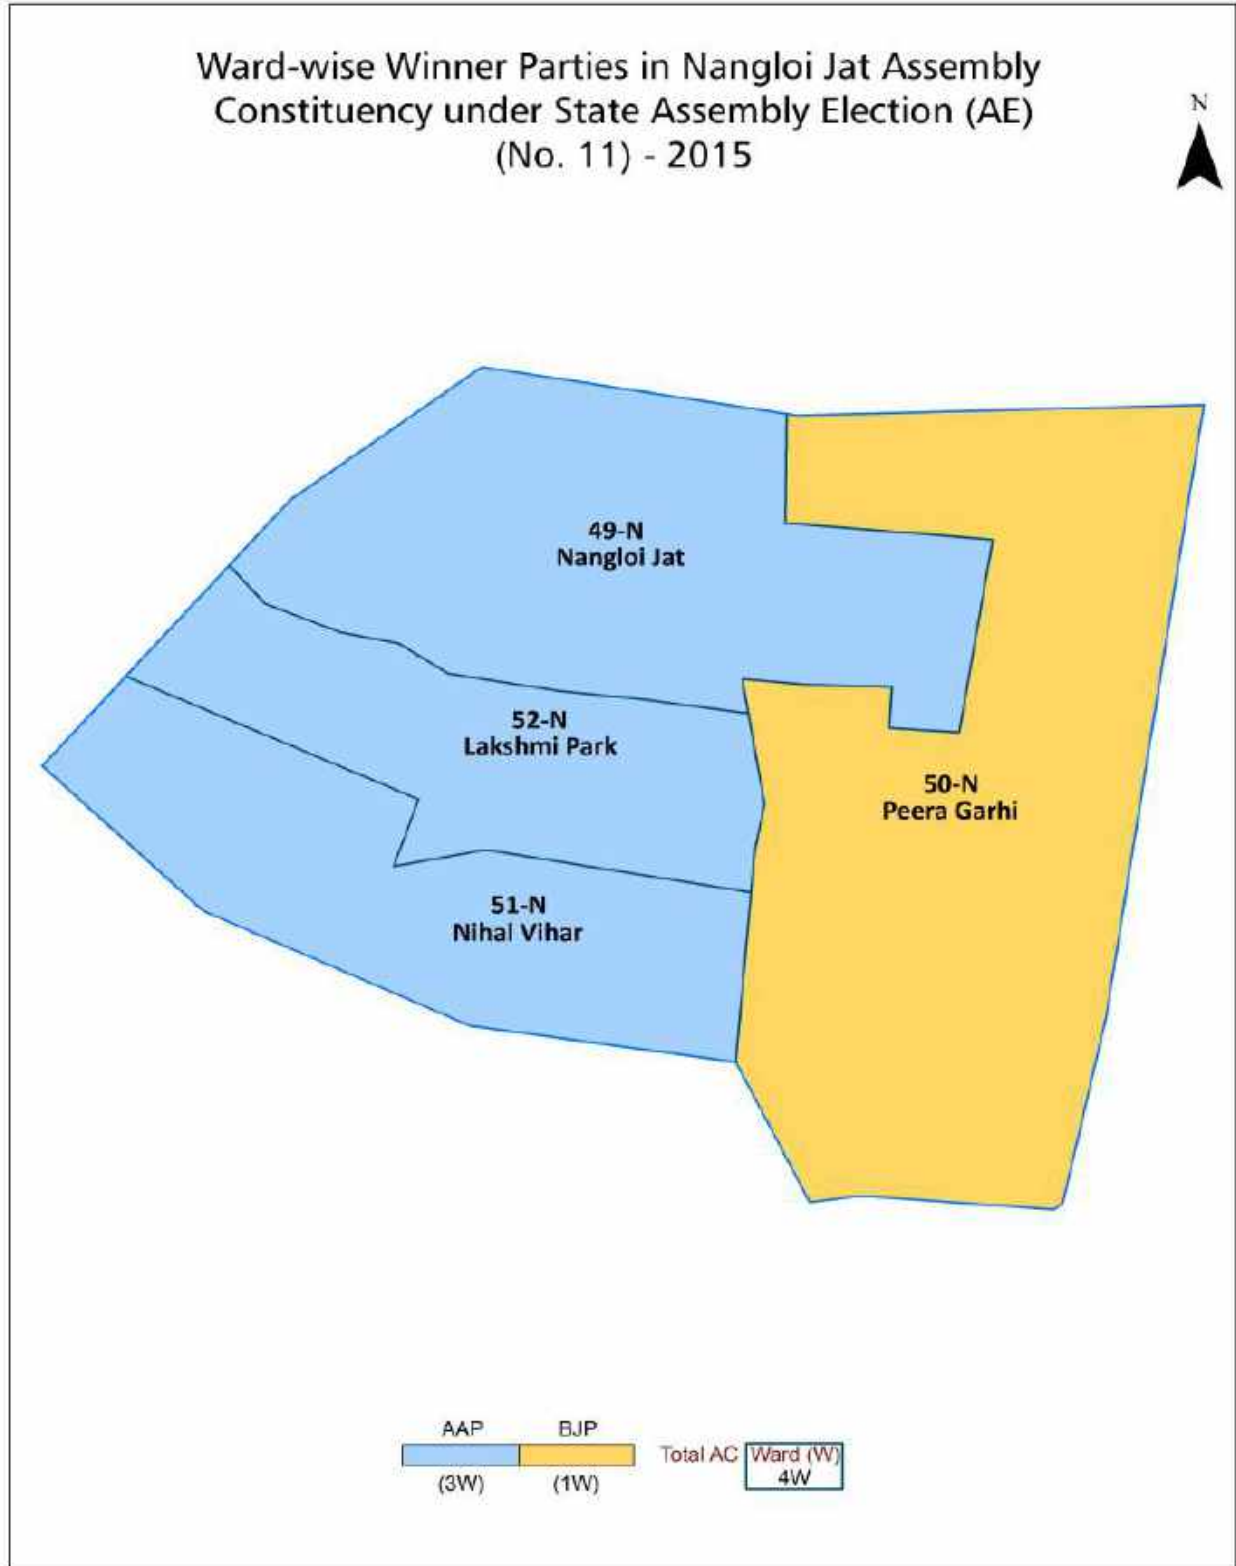 Ward-wise Winner Parties in Nangloi Jat Assembly
Constituency under State Assembly Election (AE)
(No. 11) - 2015
N
49-N
Nangloi Jat
52-N
Lakshmi Park
50-N
Peera Garhi
51-N
Nihal Vihar
AAP BJP
Total AC Ward (W)
4W
(3W) (1W)